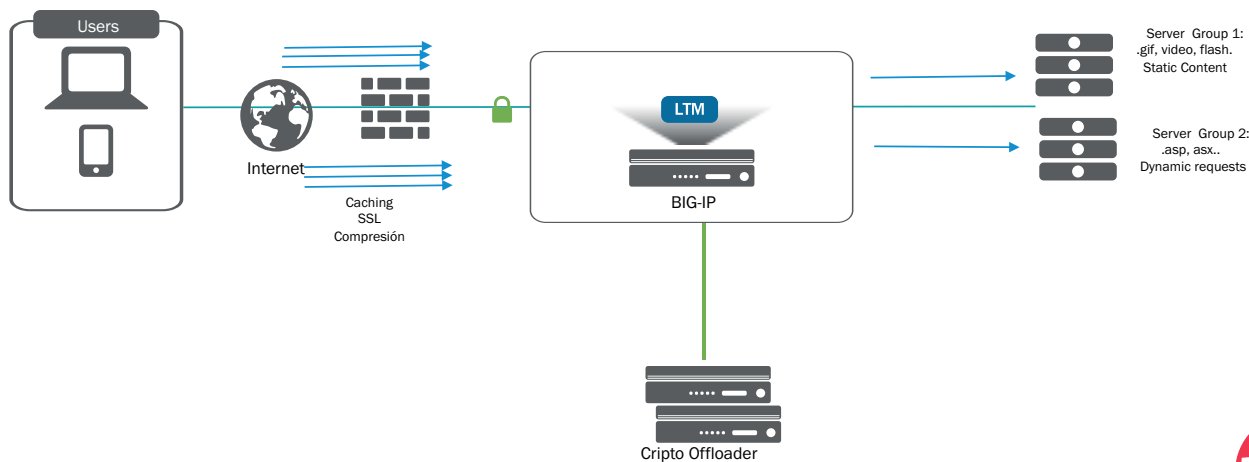 Users
Internet
Caching
SSL
Compresión
LTM
BIG-IP
Cripto Offloader
Server Group 1:
.gif, video, flash.
Static Content
Server Group 2:
.asp, asx..
Dynamic requests